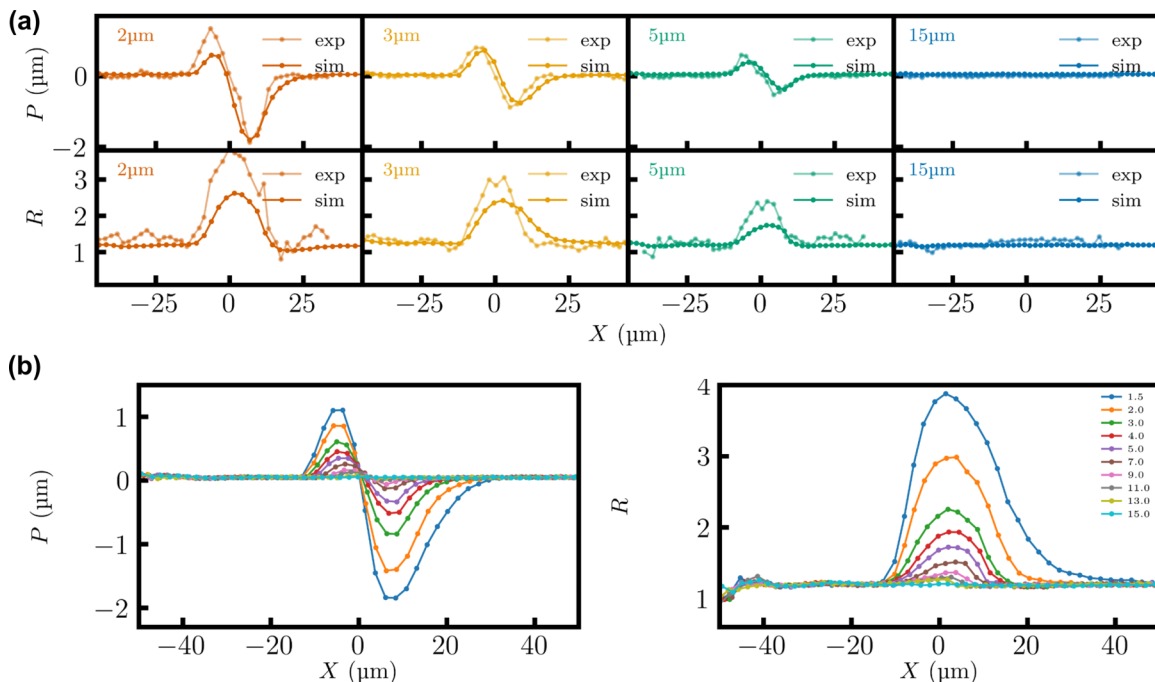 (a)
2µm
exp
sim
3µm
exp
sim
5µm
exp
sim
15µm
exp
sim
P (µm)
0
−2
2µm
exp
sim
3µm
exp
sim
5µm
exp
sim
15µm
exp
sim
R
3
2
1
−25 0 25 −25 0 25 −25 0 25 −25 0 25
X (µm)
(b)
P (µm)
1
0
−1
−2
−40 −20 0 20 40
X (µm)
R
4
3
2
1
1.5
2.0
3.0
4.0
5.0
7.0
9.0
11.0
13.0
15.0
−40 −20 0 20 40
X (µm)